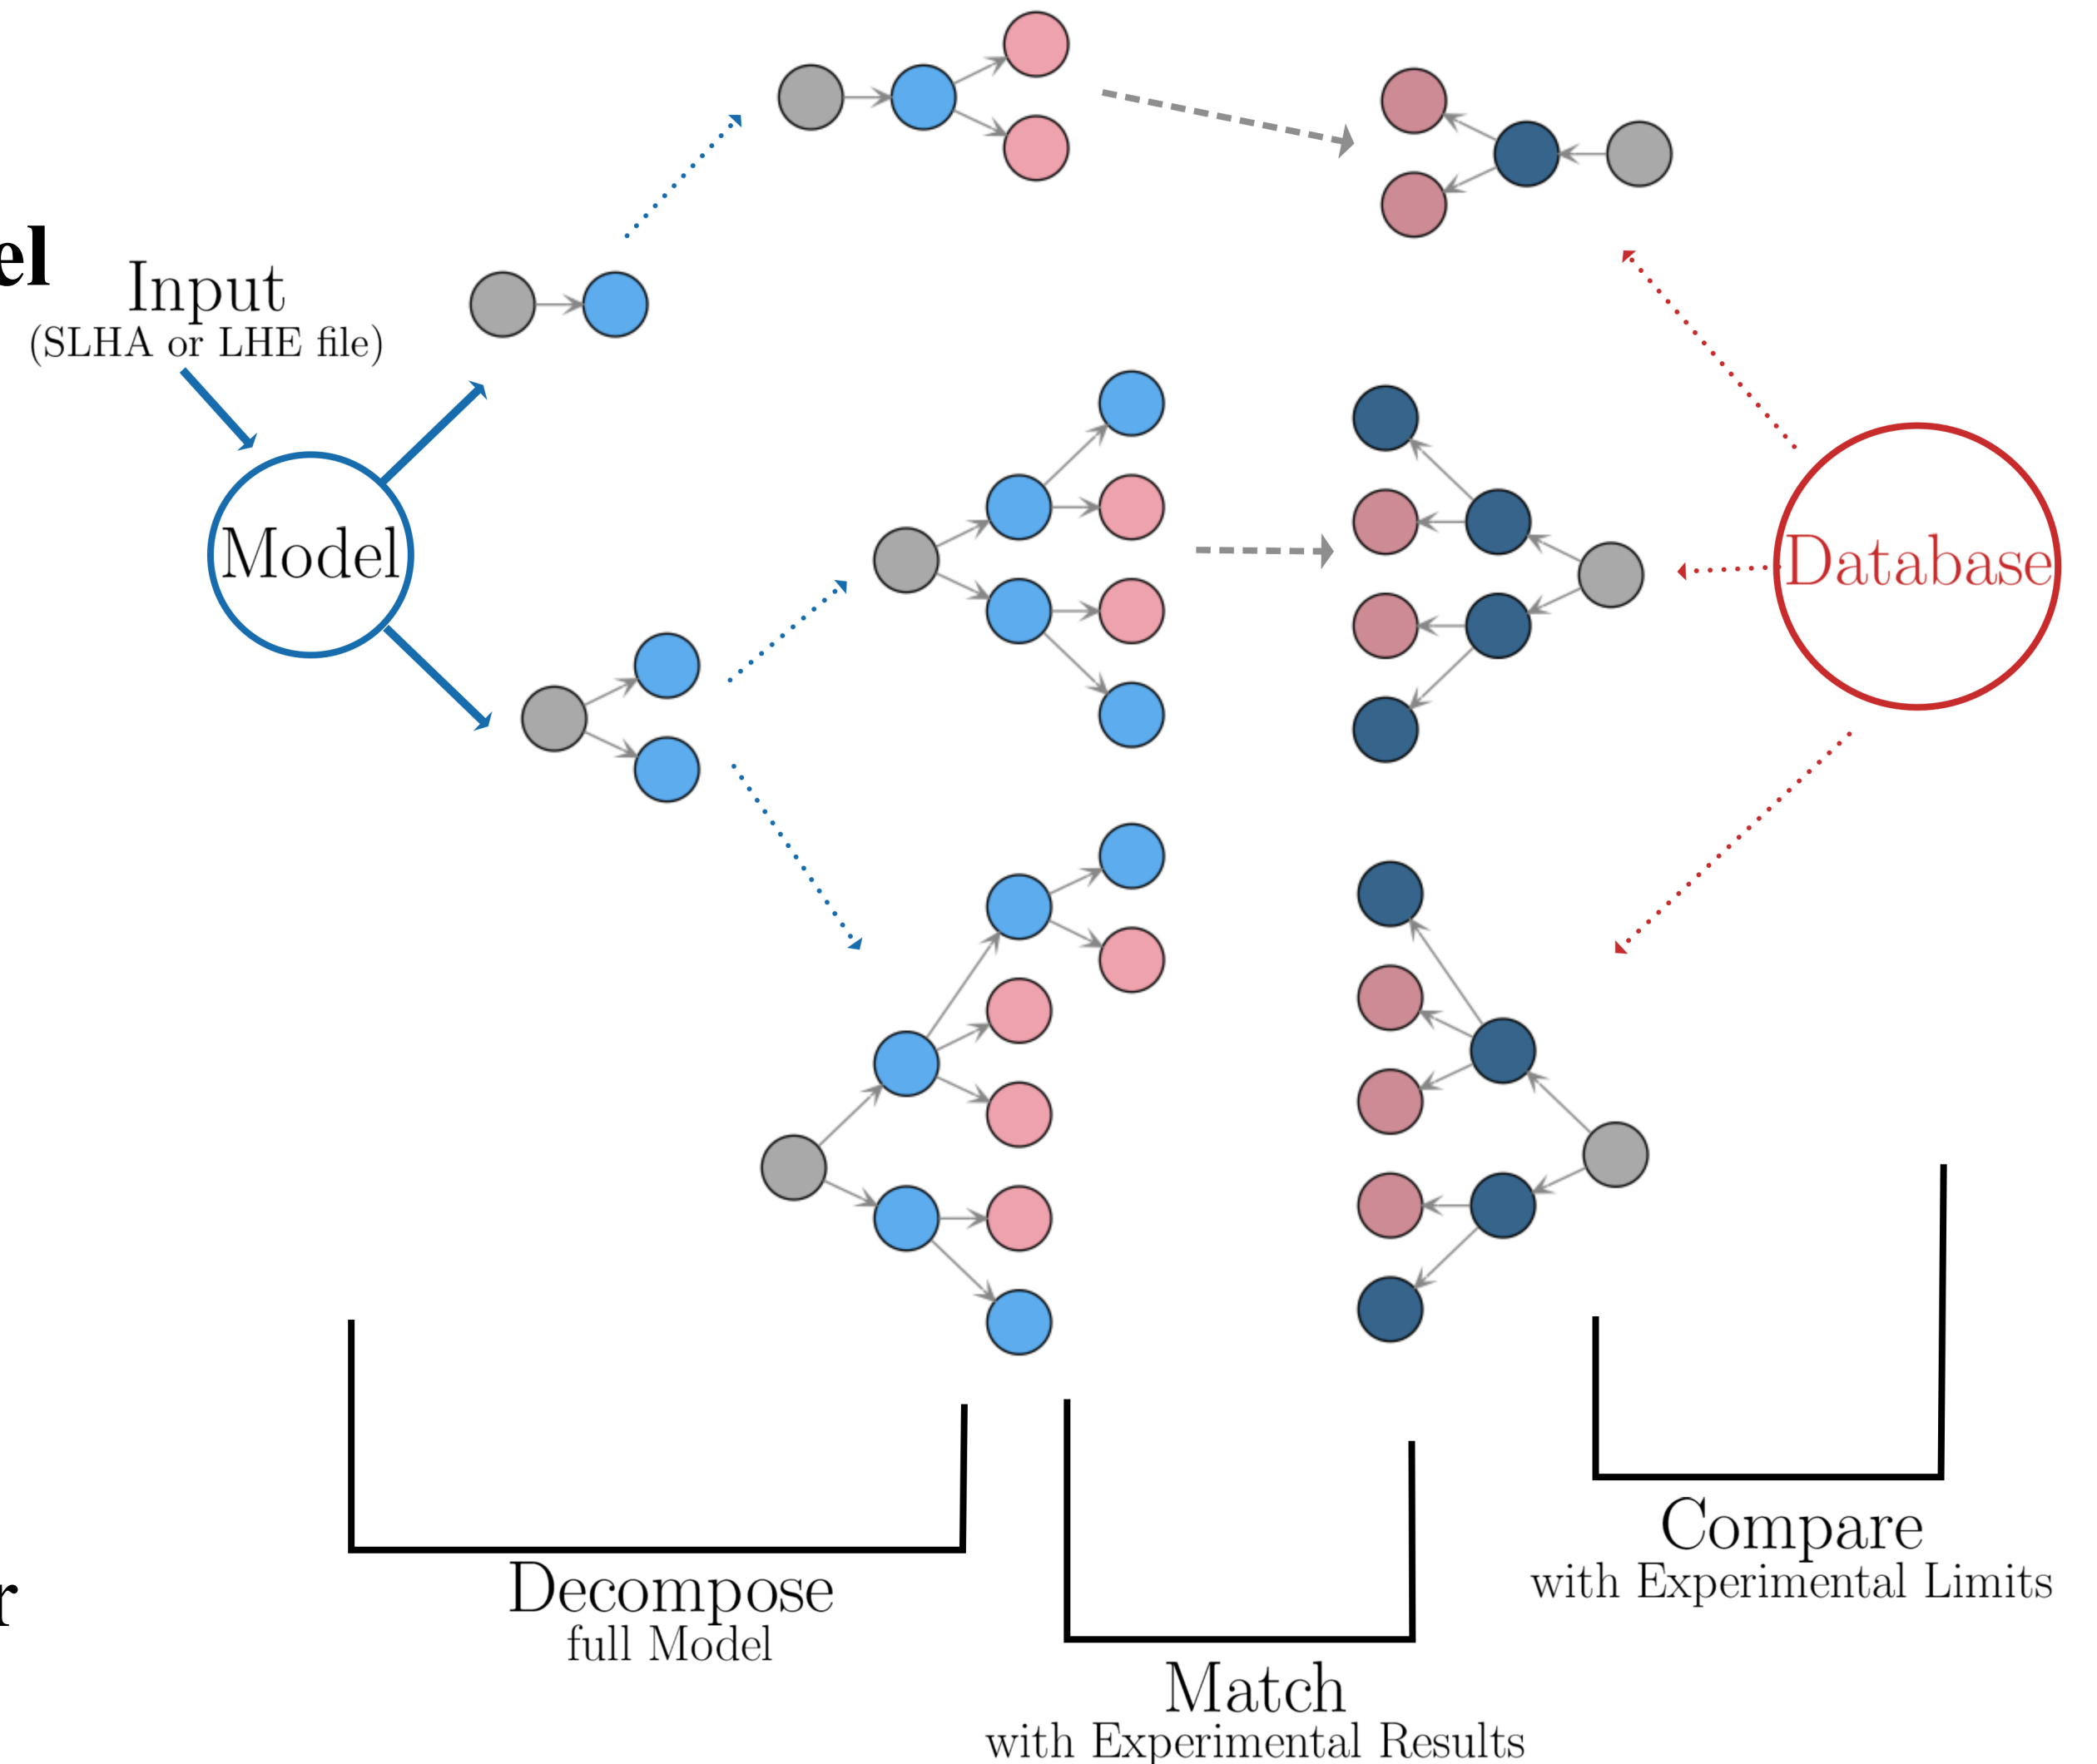 el
Input
(SLHA or LHE file)
Model
Database
Compare
with Experimental Limits
Decompose
full Model
r
Match
with Experimental Results